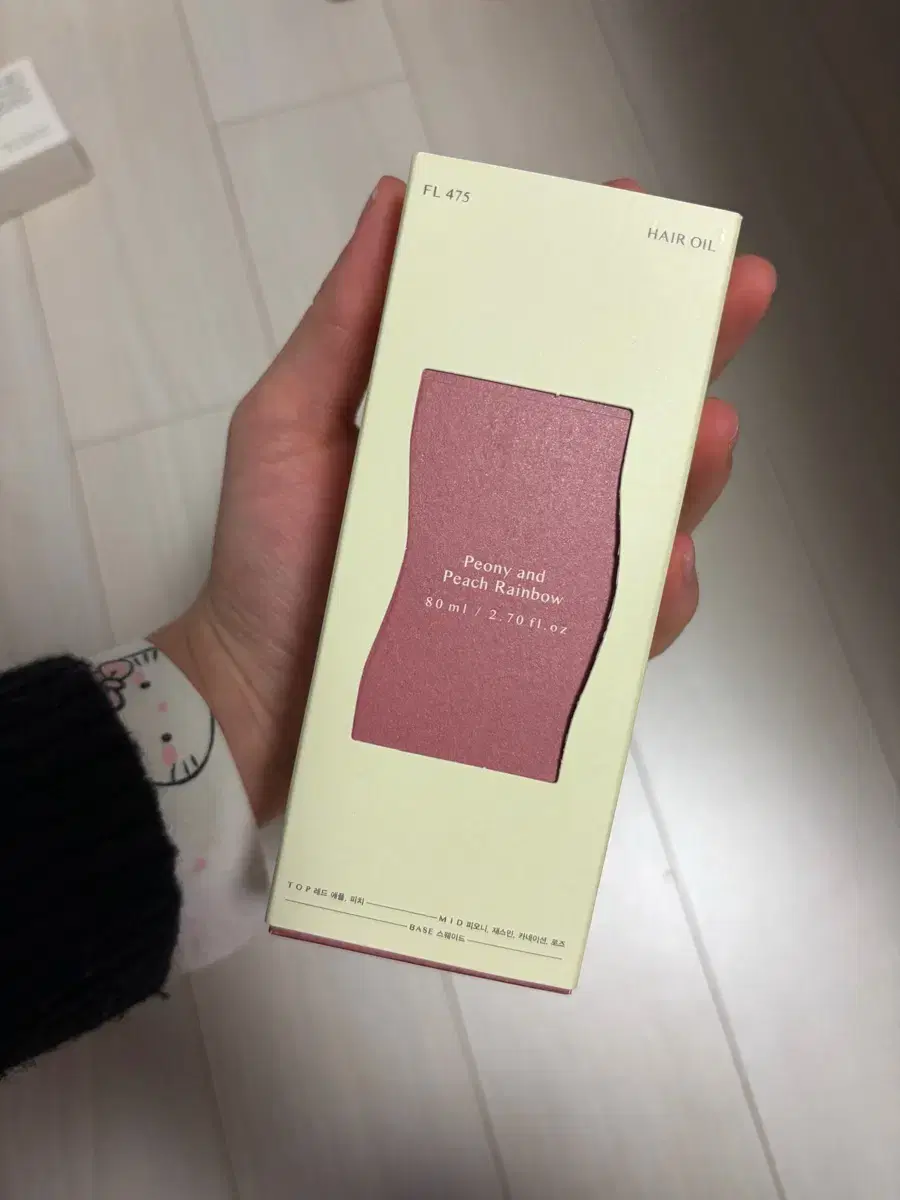 FL 475
HAIR OIL
Peony and
Peach Rainbow
80 ml / 2.70 fl.oz
TOP 레드 애플, 피치
MID 피오니, 재스민, 카네이션, 로즈
BASE 스웨이드